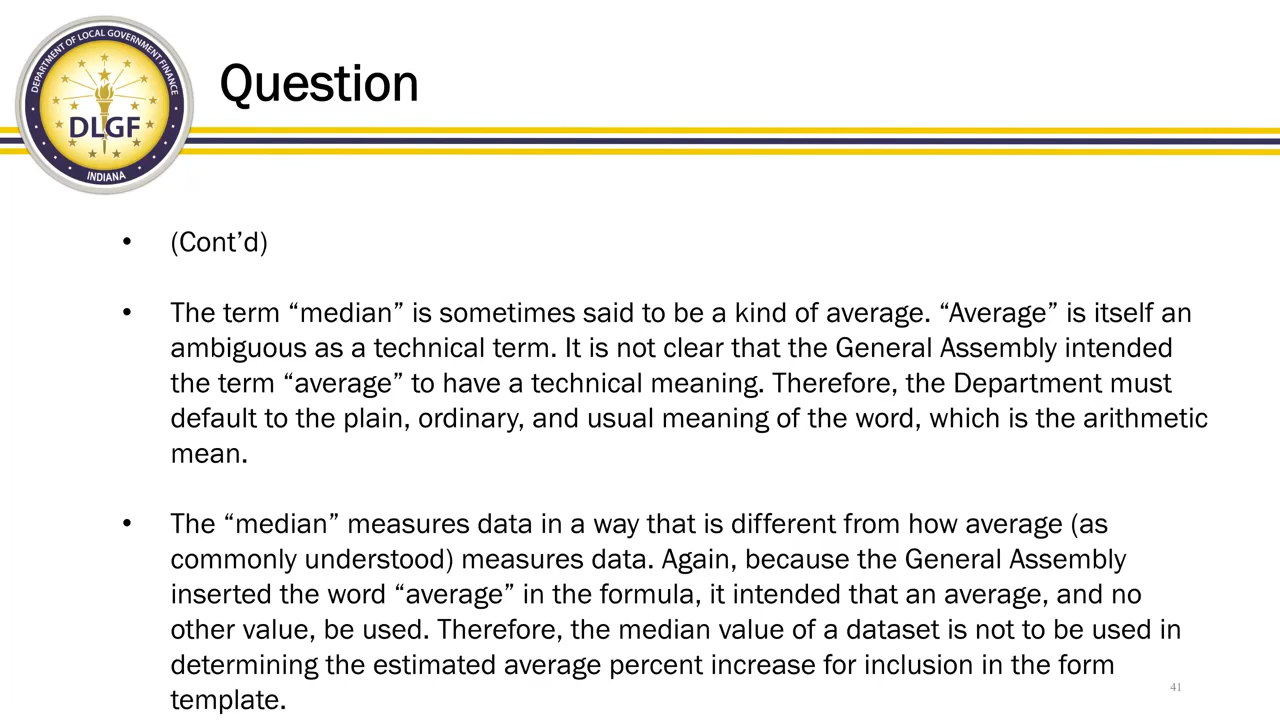 DEPARTMENT OF LOCAL GOVERNMENT FINANCE
DLGF
INDIANA
Question
• (Cont’d)
• The term “median” is sometimes said to be a kind of average. “Average” is itself an
ambiguous as a technical term. It is not clear that the General Assembly intended
the term “average” to have a technical meaning. Therefore, the Department must
default to the plain, ordinary, and usual meaning of the word, which is the arithmetic
mean.
• The “median” measures data in a way that is different from how average (as
commonly understood) measures data. Again, because the General Assembly
inserted the word “average” in the formula, it intended that an average, and no
other value, be used. Therefore, the median value of a dataset is not to be used in
determining the estimated average percent increase for inclusion in the form
template.
41